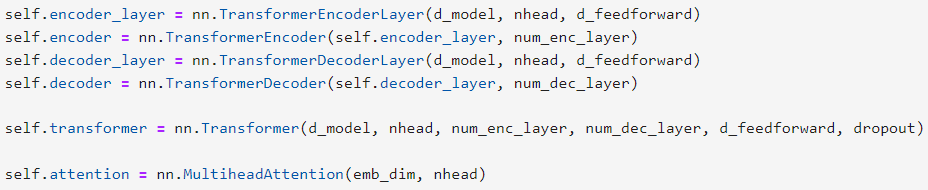 self.encoder_layer = nn.TransformerEncoderLayer(d_model, nhead, d_feedforward)
self.encoder = nn.TransformerEncoder(self.encoder_layer, num_enc_layer)
self.decoder_layer = nn.TransformerDecoderLayer(d_model, nhead, d_feedforward)
self.decoder = nn.TransformerDecoder(self.decoder_layer, num_dec_layer)
self.transformer = nn.Transformer(d_model, nhead, num_enc_layer, num_dec_layer, d_feedforward, dropout)
self.attention = nn.MultiheadAttention(emb_dim, nhead)